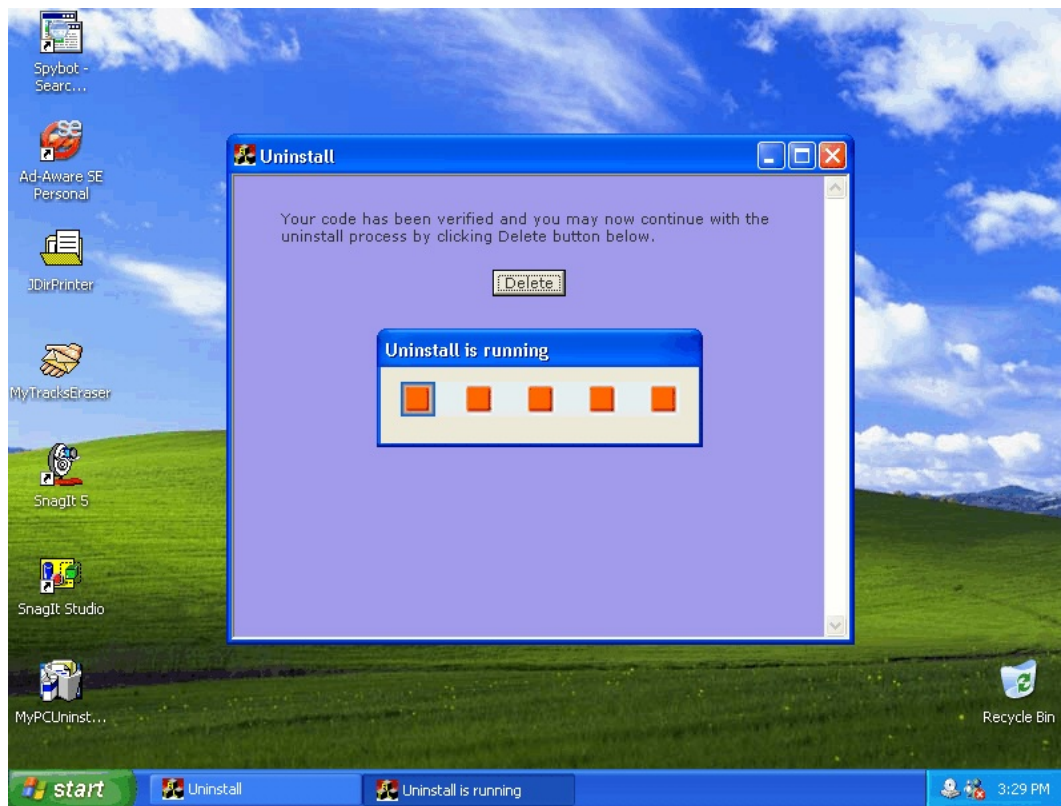 Spybot -
Searc...
Ad-Aware SE
Personal
JDirPrinter
MyTracksEraser
SnagIt 5
SnagIt Studio
MyPCUninst...
Uninstall
Your code has been verified and you may now continue with the
uninstall process by clicking Delete button below.
Delete
Uninstall is running
Recycle Bin
start
Uninstall
Uninstall is running
3:29 PM